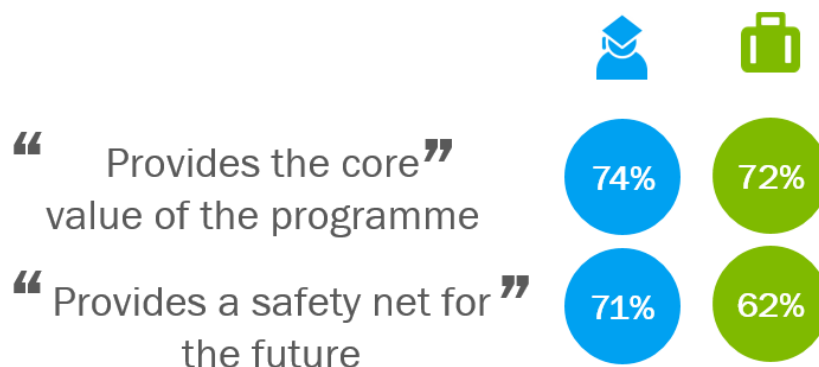 “ Provides the core ” 74% 72%
value of the programme
“ Provides a safety net for ” 71% 62%
the future